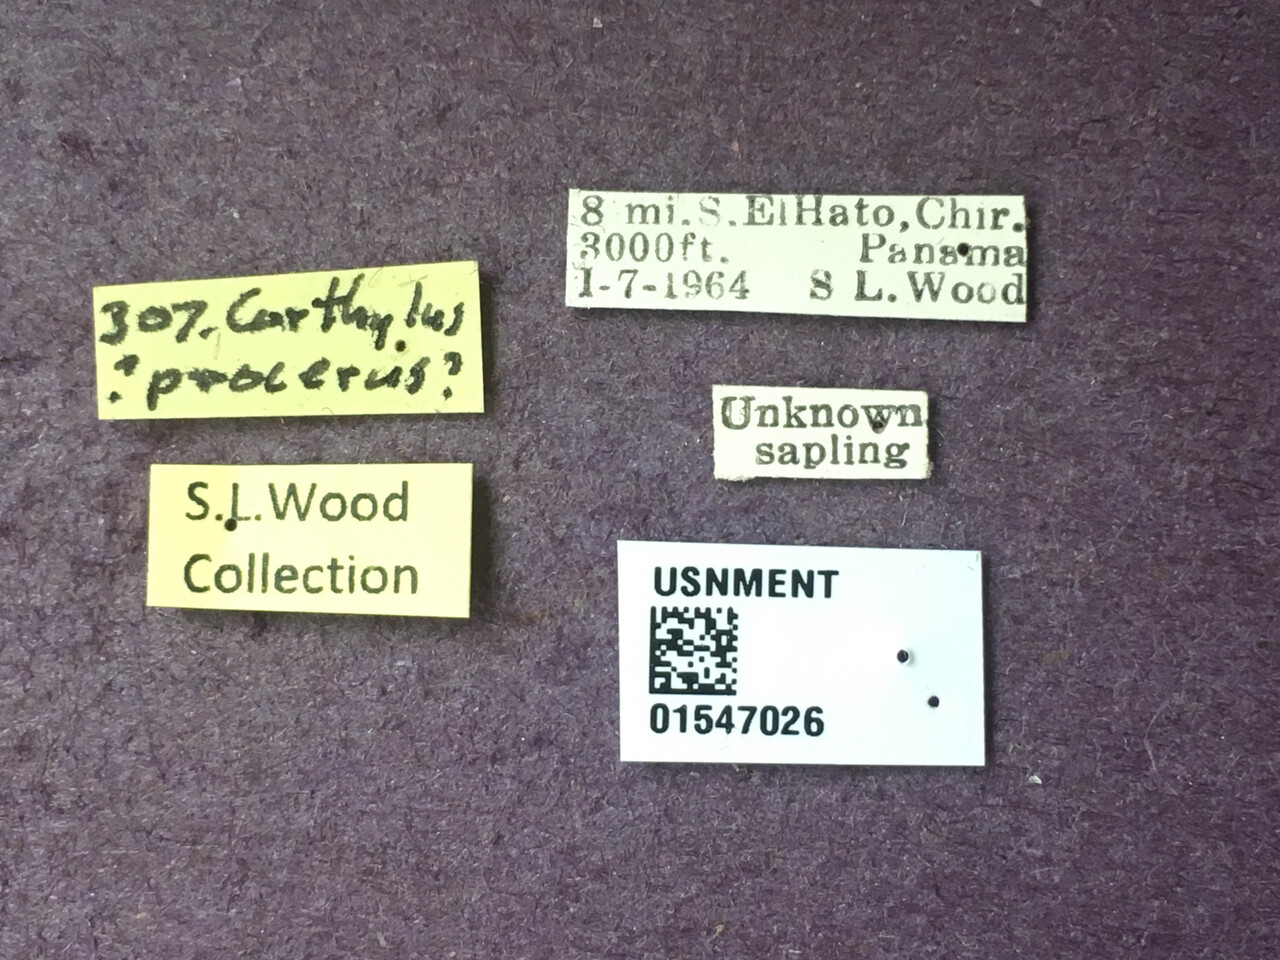 307. Corthylus
? procerus?
S.L.Wood
Collection
8 mi.S.ElHato,Chir.
3000ft. Panama
1-7-1964 S L.Wood
Unknown
sapling
USNMENT
01547026